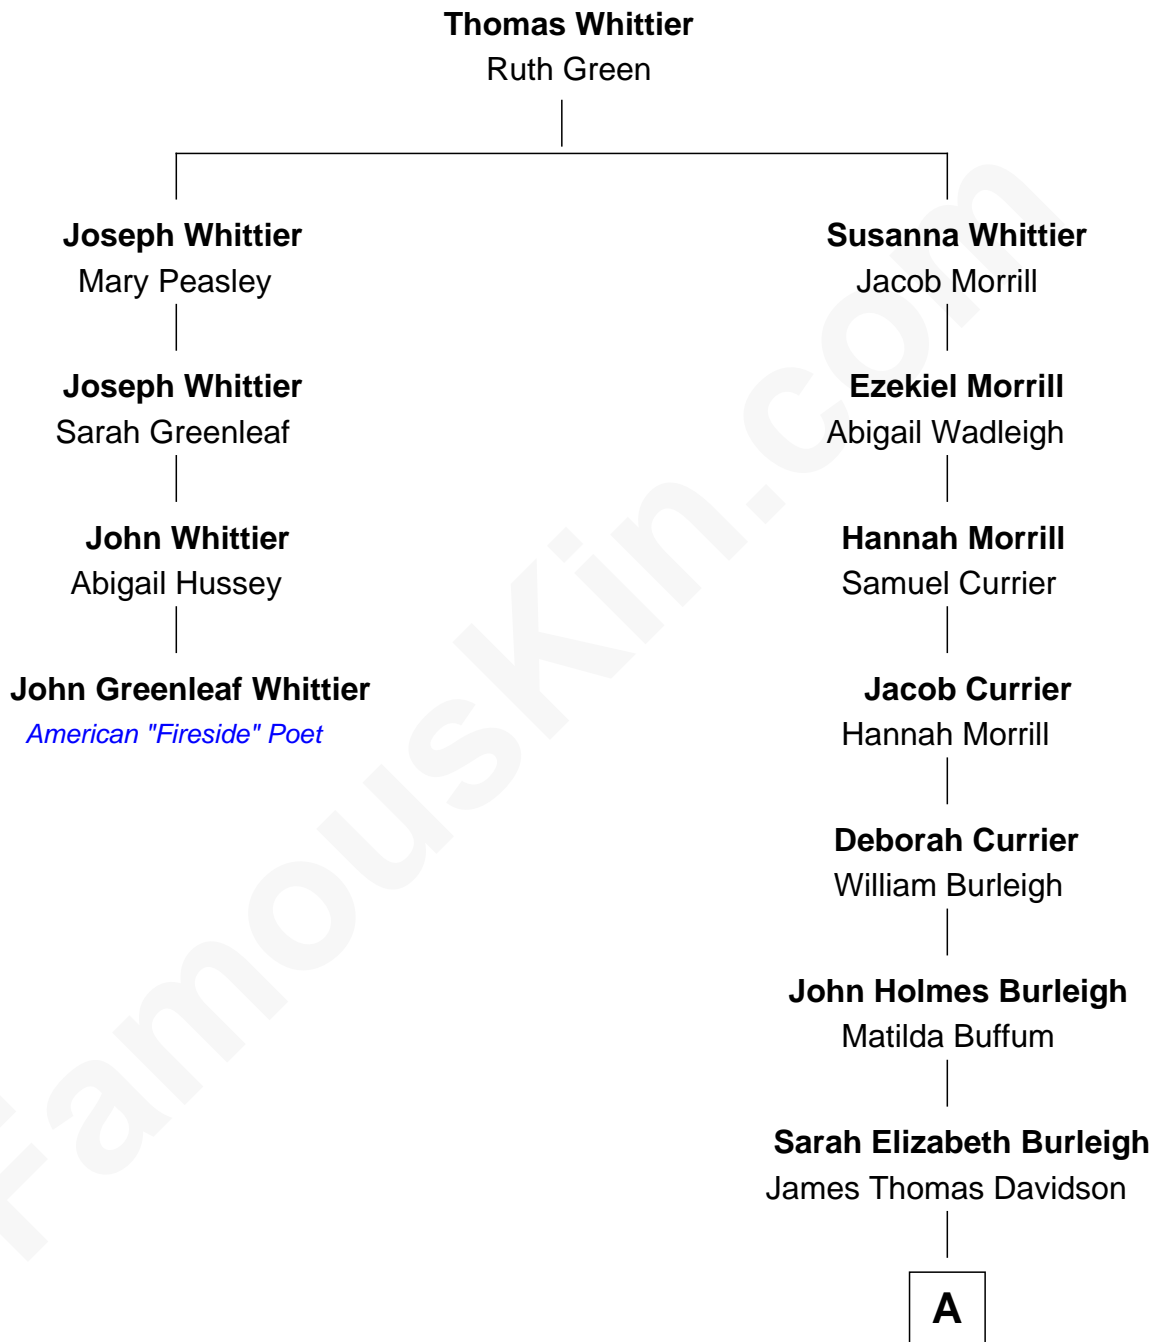 Thomas Whittier
Ruth Green
Joseph Whittier
Mary Peasley
Joseph Whittier
Sarah Greenleaf
John Whittier
Abigail Hussey
John Greenleaf Whittier
American "Fireside" Poet
Susanna Whittier
Jacob Morrill
Ezekiel Morrill
Abigail Wadleigh
Hannah Morrill
Samuel Currier
Jacob Currier
Hannah Morrill
Deborah Currier
William Burleigh
John Holmes Burleigh
Matilda Buffum
Sarah Elizabeth Burleigh
James Thomas Davidson
A
FamousKin.com